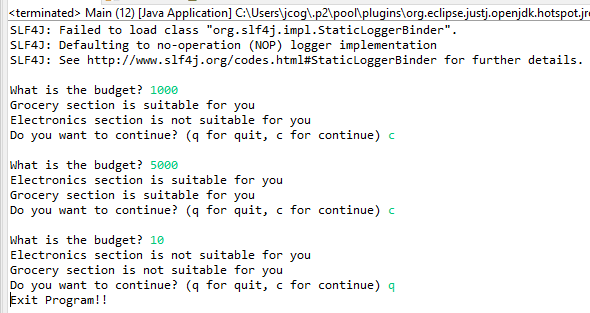 <terminated> Main (12) [Java Application] C:\Users\jcog\.p2\pool\plugins\org.eclipse.justj.openjdk.hotspot.jre
SLF4J: Failed to load class "org.slf4j.impl.StaticLoggerBinder".
SLF4J: Defaulting to no-operation (NOP) logger implementation
SLF4J: See http://www.slf4j.org/codes.html#StaticLoggerBinder for further details.
What is the budget? 1000
Grocery section is suitable for you
Electronics section is not suitable for you
Do you want to continue? (q for quit, c for continue) c
What is the budget? 5000
Electronics section is suitable for you
Grocery section is suitable for you
Do you want to continue? (q for quit, c for continue) c
What is the budget? 10
Electronics section is not suitable for you
Grocery section is not suitable for you
Do you want to continue? (q for quit, c for continue) q
Exit Program!!